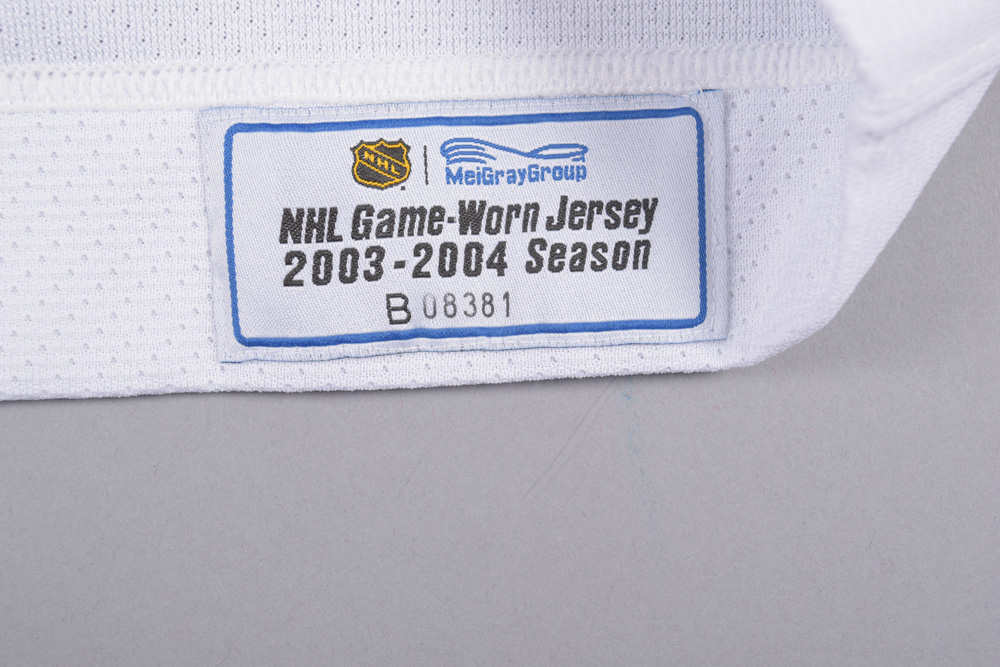 NHL MeiGrayGroup
NHL Game-Worn Jersey
2003-2004 Season
B 08381